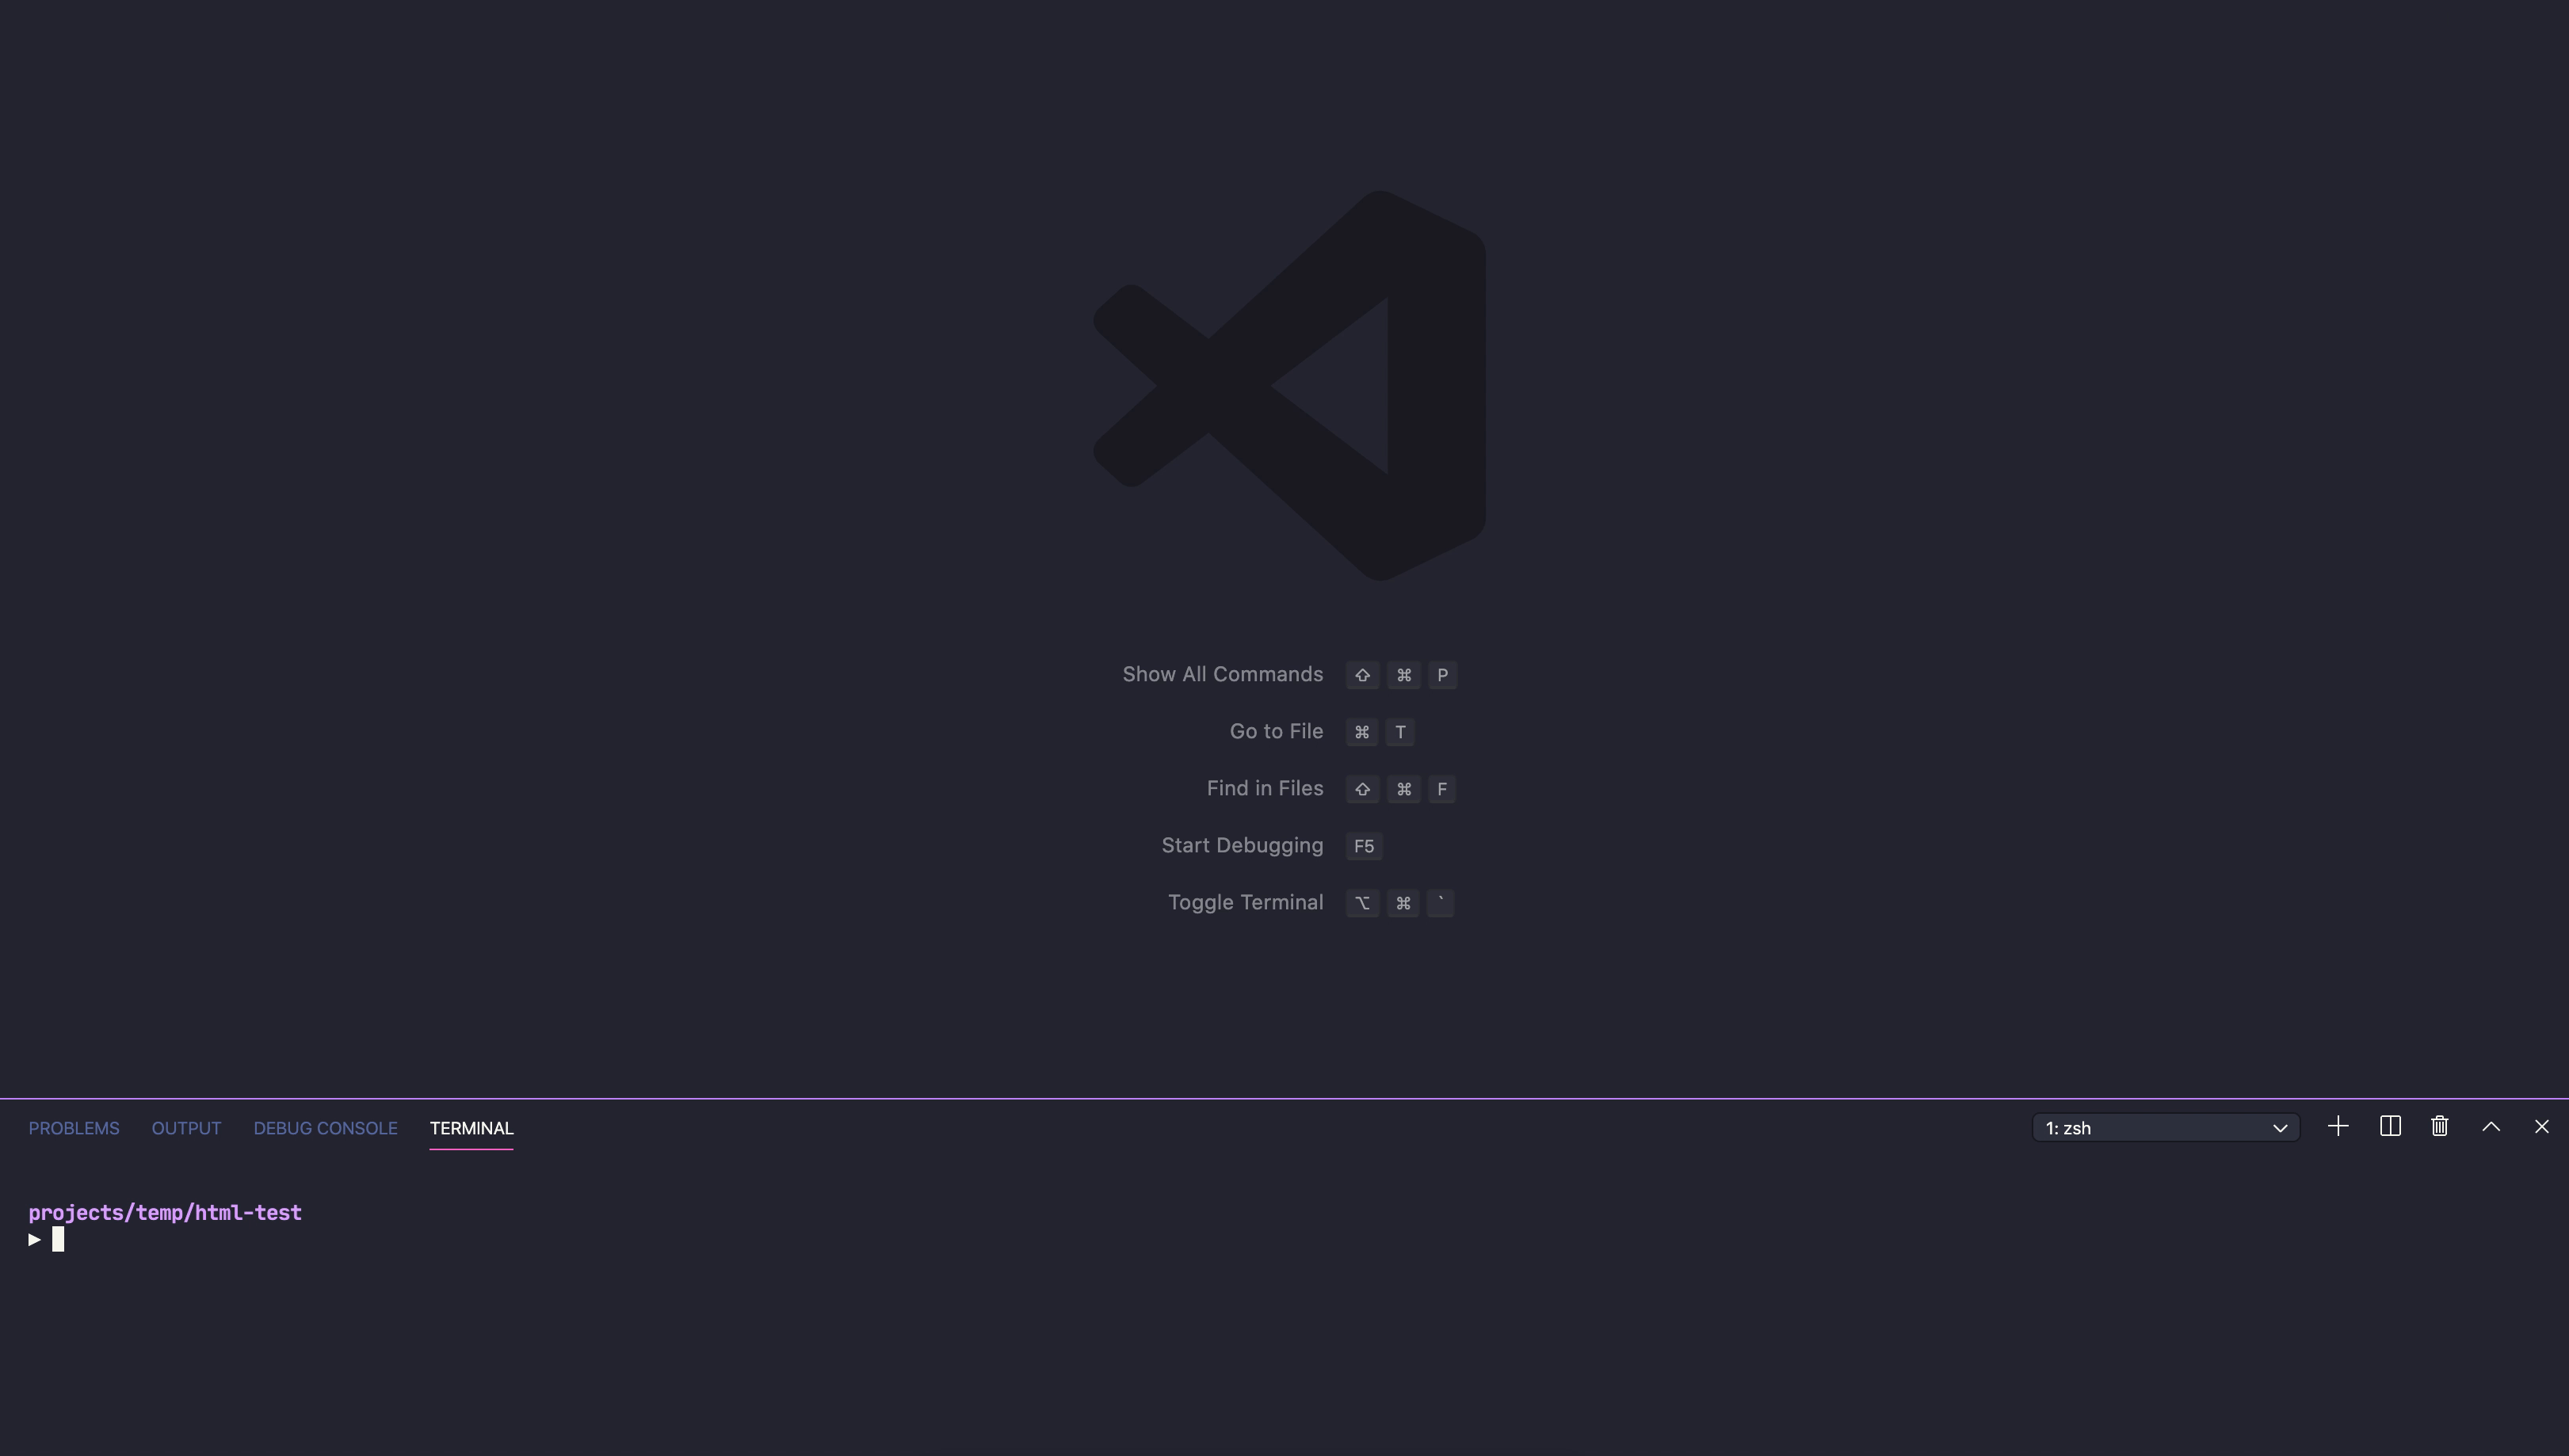 Show All Commands ⇧ ⌘ P
Go to File ⌘ T
Find in Files ⇧ ⌘ F
Start Debugging F5
Toggle Terminal ⌥ ⌘ `
PROBLEMS OUTPUT DEBUG CONSOLE TERMINAL 1: zsh
projects/temp/html-test